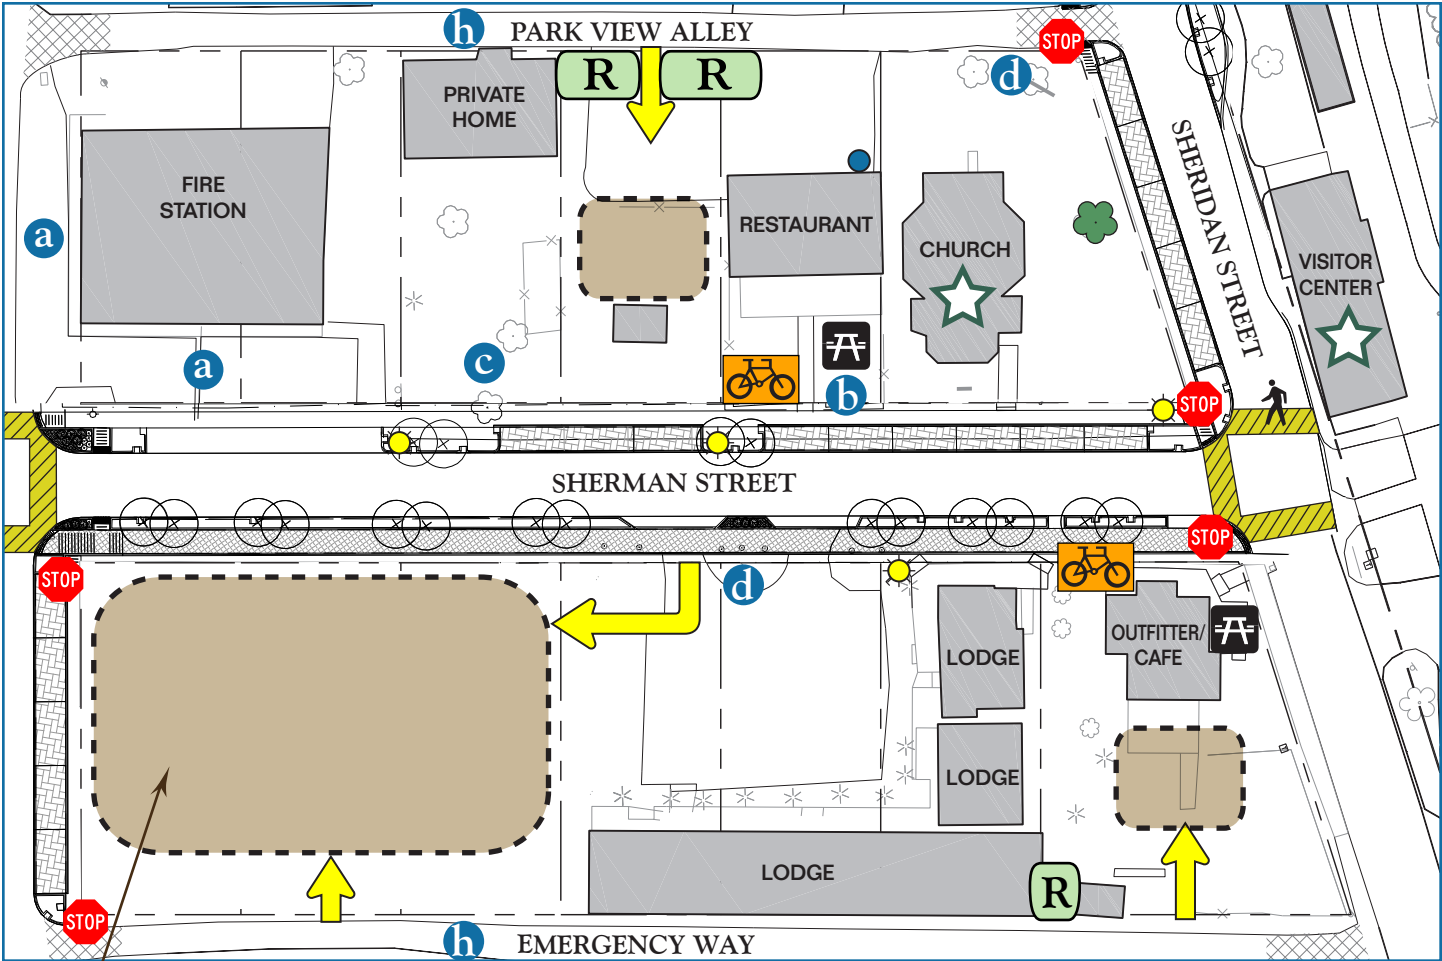 h
PARK VIEW ALLEY
STOP
R
R
d
PRIVATE
HOME
SHERIDAN STREET
FIRE
STATION
a
RESTAURANT
CHURCH
VISITOR
CENTER
a
c
b
STOP
SHERMAN STREET
STOP
STOP
d
OUTFITTER/
CAFE
LODGE
LODGE
LODGE
R
STOP
h
EMERGENCY WAY